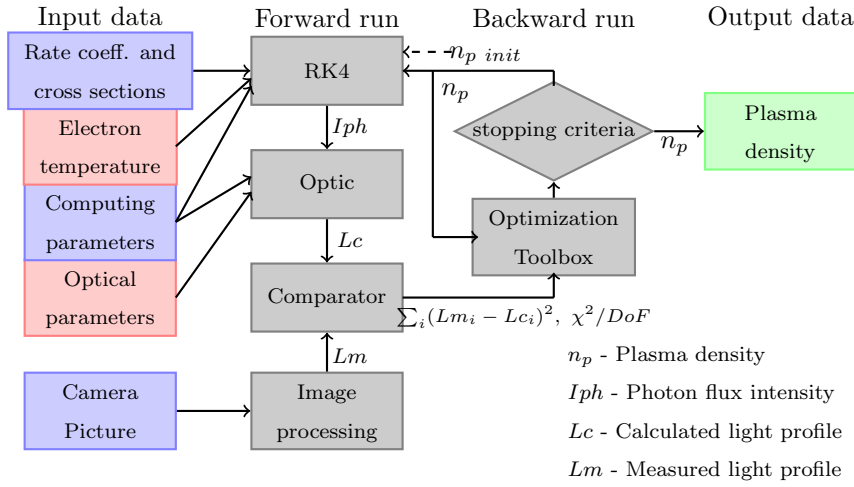 Input data
Forward run
Backward run
Output data
Rate coeff. and
cross sections
Electron
temperature
Computing
parameters
Optical
parameters
Camera
Picture
RK4
Iph
Optic
Lc
Comparator
Lm
Image
processing
n_{p init}
n_p
stopping criteria
n_p
Optimization
Toolbox
∑_i(Lm_i − Lc_i)^2, χ^2/DoF
Plasma
density
n_p - Plasma density
Iph - Photon flux intensity
Lc - Calculated light profile
Lm - Measured light profile